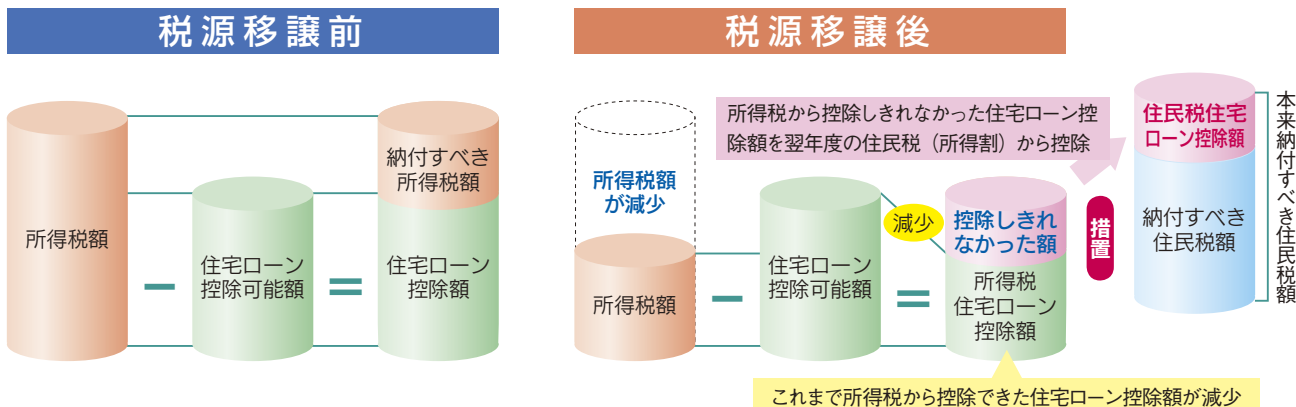 税源移譲前
所得税額
－
住宅ローン
控除可能額
＝
納付すべき
所得税額
住宅ローン
控除額
税源移譲後
所得税額
が減少
所得税額
－
住宅ローン
控除可能額
減少
＝
控除しきれ
なかった額
所得税
住宅ローン
控除額
これまで所得税から控除できた住宅ローン控除額が減少
所得税から控除しきれなかった住宅ローン控
除額を翌年度の住民税（所得割）から控除
措置
住民税住宅
ローン控除額
納付すべき
住民税額
本来納付すべき住民税額